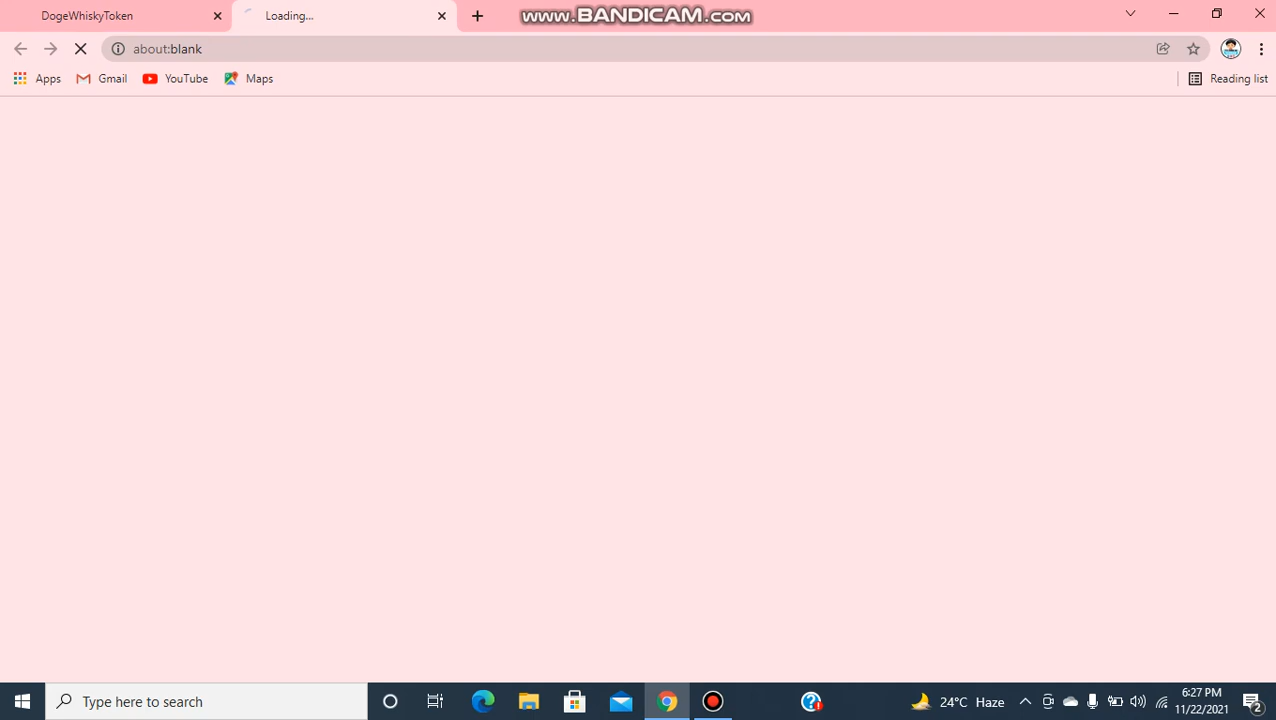 DogeWhiskyToken
Loading...
WWW.BANDICAM.COM
about:blank
Apps
Gmail
YouTube
Maps
Reading list
Type here to search
24°C Haze
6:27 PM
11/22/2021
2